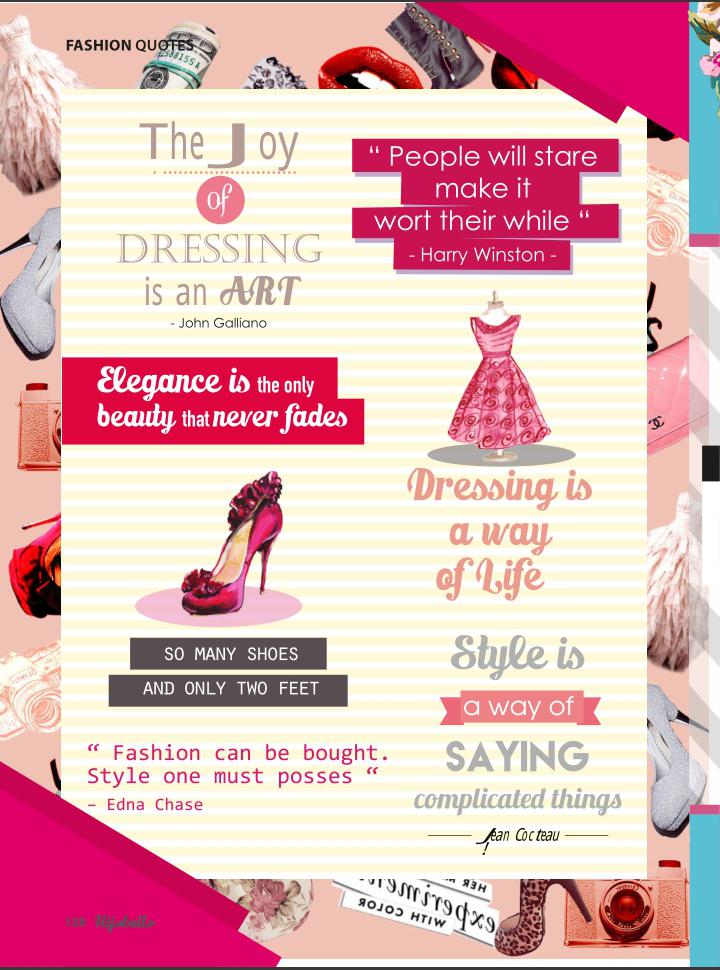 FASHION QUOTES
The Joy
of
DRESSING
is an ART
- John Galliano
“ People will stare
make it
wort their while “
- Harry Winston -
Elegance is the only
beauty that never fades
Dressing is
a way
of Life
SO MANY SHOES
AND ONLY TWO FEET
Style is
a way of
SAYING
complicated things
Jean Cocteau
“ Fashion can be bought.
Style one must posses “
– Edna Chase
experiment
WITH COLOR
Hijabella